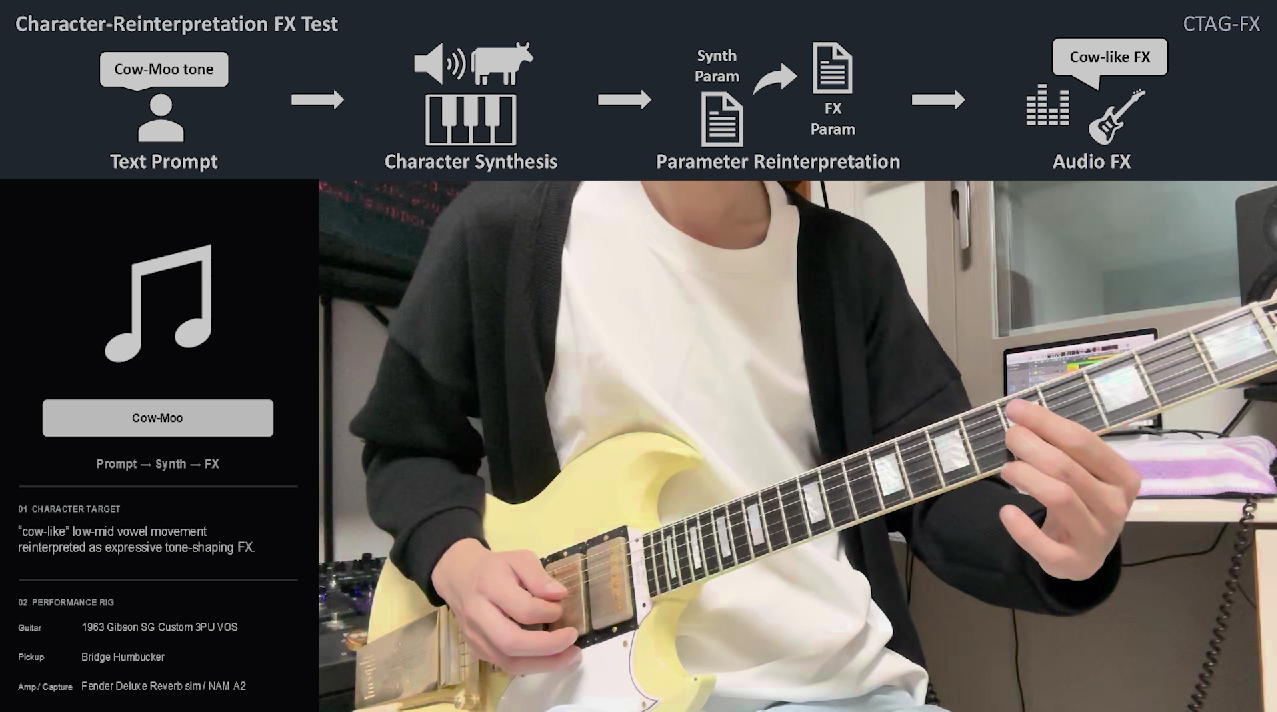 Character-Reinterpretation FX Test
CTAG-FX
Cow-Moo tone
Text Prompt
Character Synthesis
Synth
Param
FX
Param
Parameter Reinterpretation
Cow-like FX
Audio FX
Cow-Moo
Prompt → Synth → FX
01 CHARACTER TARGET
"cow-like" low-mid vowel movement
reinterpreted as expressive tone-shaping FX.
02 PERFORMANCE RIG
Guitar 1963 Gibson SG Custom 3PU VOS
Pickup Bridge Humbucker
Amp / Capture Fender Deluxe Reverb sim / NAM A2